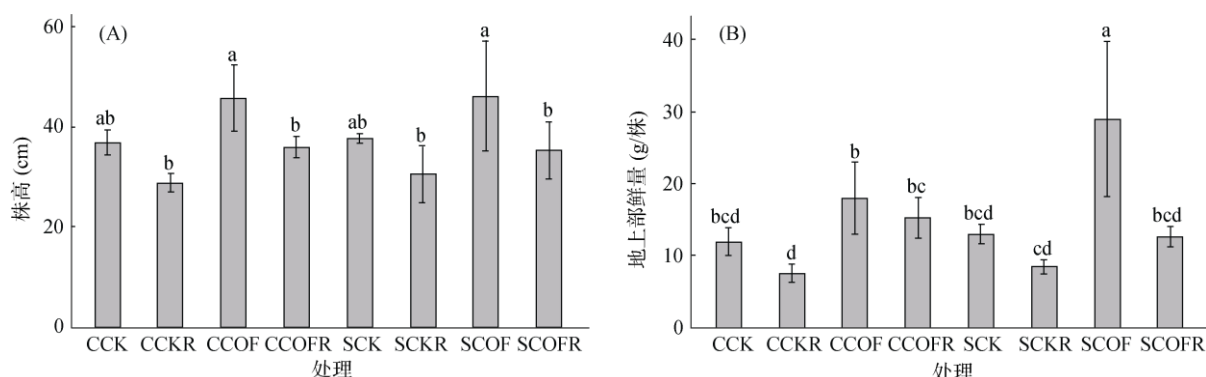 (A)
株高 (cm)
60
40
20
0
ab
b
a
b
ab
b
a
b
CCK CCKR CCOF CCOFR SCK SCKR SCOF SCOFR
处理
(B)
地上部鲜量 (g/株)
40
30
20
10
0
bcd
d
b
bc
bcd
cd
a
bcd
CCK CCKR CCOF CCOFR SCK SCKR SCOF SCOFR
处理